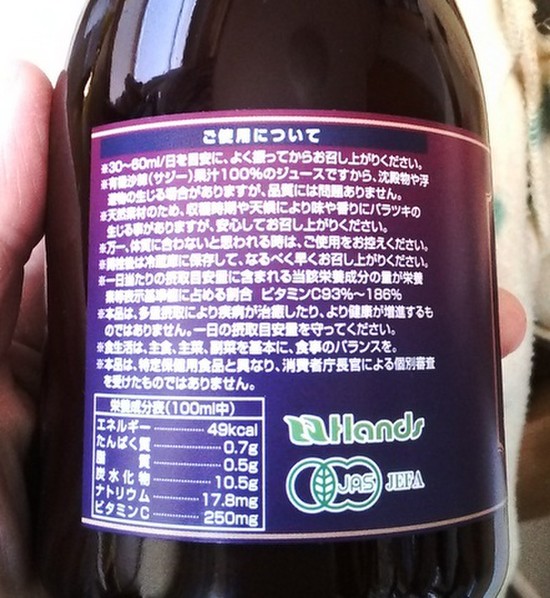 ご使用について
※30〜60ml/日を目安に、よく振ってからお召し上がりください。
※有機沙棘(サジー)果汁100%のジュースですから、沈殿物や浮
遊物の生じる場合がありますが、品質には問題ありません。
※天然素材のため、収穫時期や天候により味や香りにバラツキの
生じる事がありますが、安心してお召し上がりください。
※万一、体質に合わないと思われる時は、ご使用をお控えください。
※開栓後は冷蔵庫に保存して、なるべく早くお召し上がりください。
※一日当たりの摂取目安量に含まれる当該栄養成分の量が栄養
素等表示基準値に占める割合 ビタミンC93%〜186%
※本品は、多量摂取により疾病が治癒したり、より健康が増進するも
のではありません。一日の摂取目安量を守ってください。
※食生活は、主食、主菜、副菜を基本に、食事のバランスを。
※本品は、特定保健用食品と異なり、消費者庁長官による個別審査
を受けたものではありません。
栄養成分表(100ml中)
エネルギー 49kcal
たんぱく質 0.7g
脂質 0.5g
炭水化物 10.5g
ナトリウム 17.8mg
ビタミンC 250mg
Hands
JAS JEFA